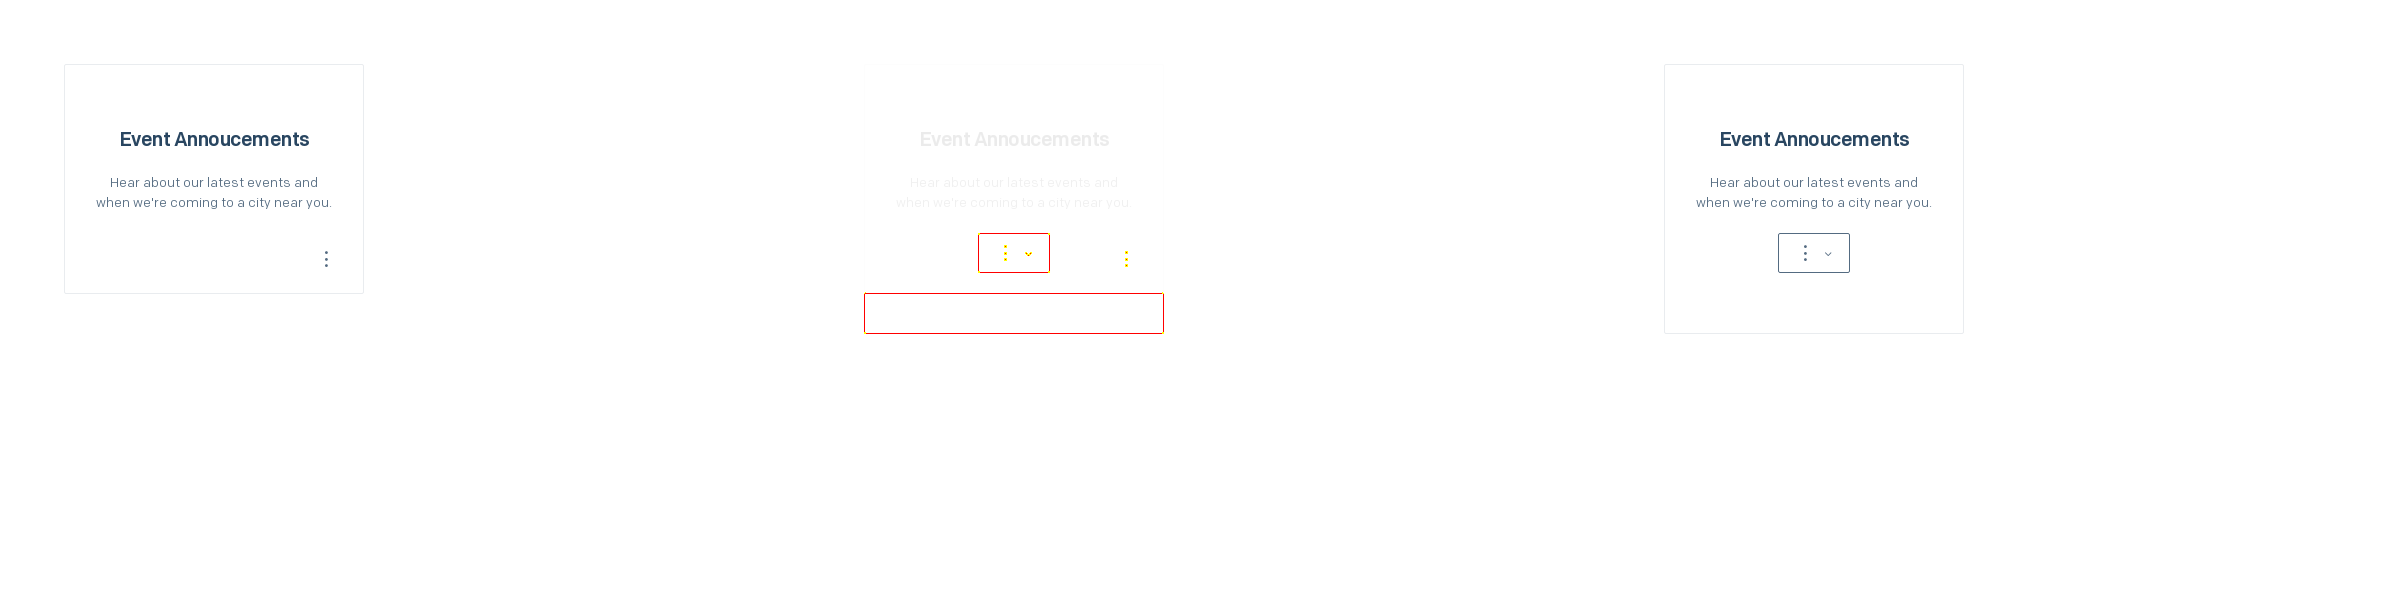 Event Annoucements
Hear about our latest events and
when we're coming to a city near you.
Event Annoucements
Hear about our latest events and
when we're coming to a city near you.
Event Annoucements
Hear about our latest events and
when we're coming to a city near you.